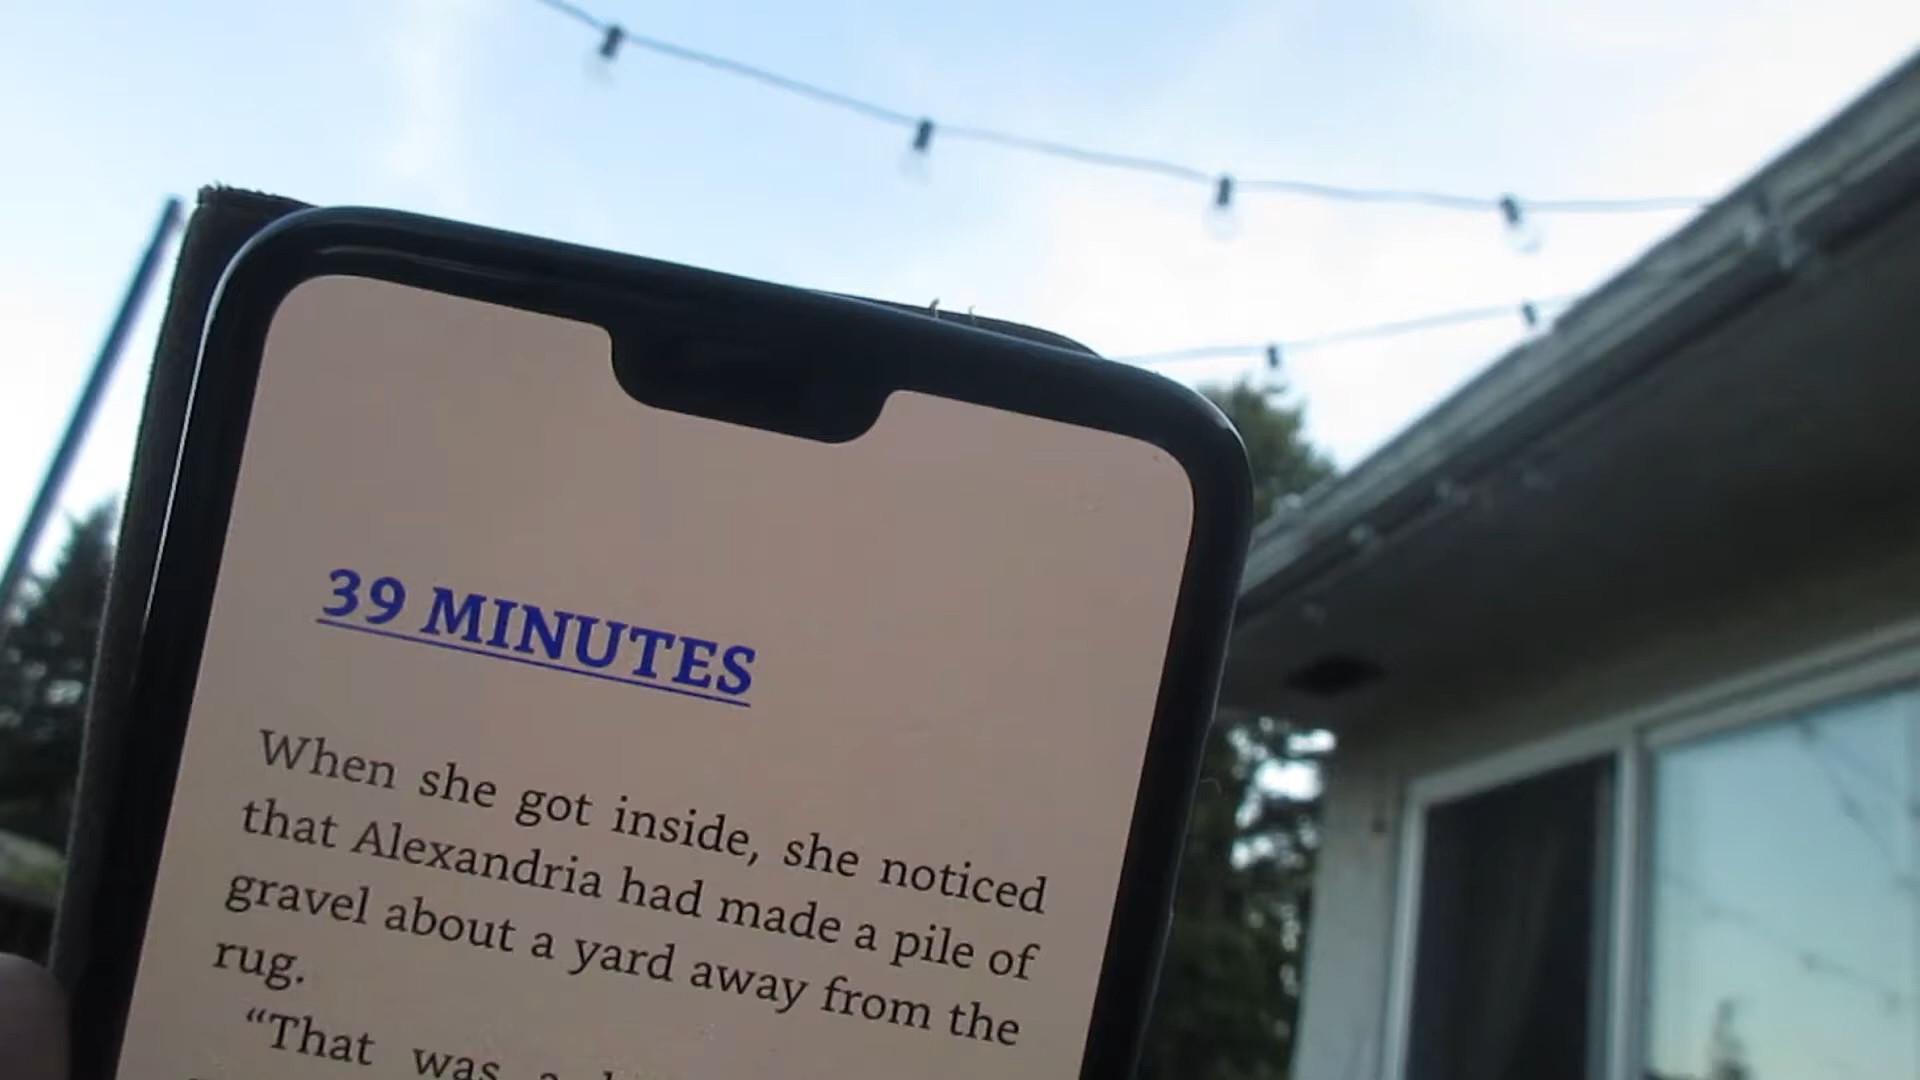 39 MINUTES
When she got inside, she noticed
that Alexandria had made a pile of
gravel about a yard away from the
rug.
“That was a